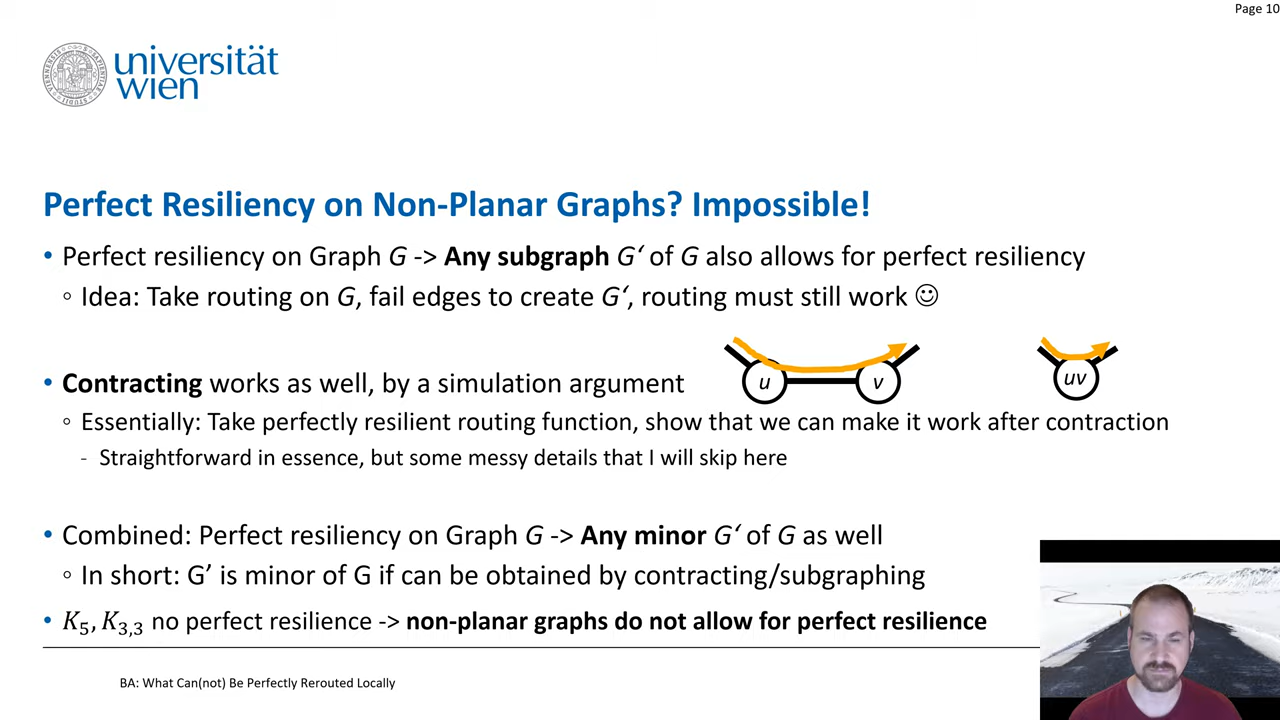 Page 10
universität
wien
Perfect Resiliency on Non-Planar Graphs? Impossible!
• Perfect resiliency on Graph G -> Any subgraph G‘ of G also allows for perfect resiliency
◦ Idea: Take routing on G, fail edges to create G‘, routing must still work ☺
• Contracting works as well, by a simulation argument
u v uv
◦ Essentially: Take perfectly resilient routing function, show that we can make it work after contraction
- Straightforward in essence, but some messy details that I will skip here
• Combined: Perfect resiliency on Graph G -> Any minor G‘ of G as well
◦ In short: G’ is minor of G if can be obtained by contracting/subgraphing
• K₅, K₃,₃ no perfect resilience -> non-planar graphs do not allow for perfect resilience
BA: What Can(not) Be Perfectly Rerouted Locally